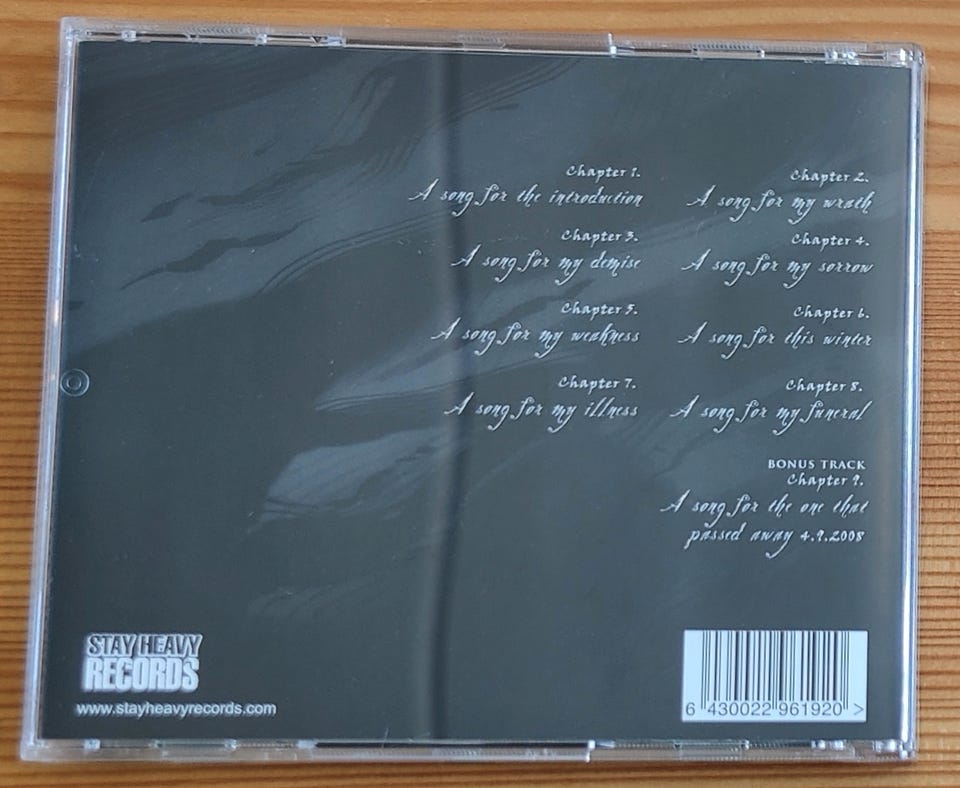 Chapter 1.
A song for the introduction
Chapter 2.
A song for my wrath
Chapter 3.
A song for my demise
Chapter 4.
A song for my sorrow
Chapter 5.
A song for my weakness
Chapter 6.
A song for this winter
Chapter 7.
A song for my illness
Chapter 8.
A song for my funeral
BONUS TRACK
Chapter 9.
A song for the one that
passed away 4.9.2008
STAY HEAVY
RECORDS
www.stayheavyrecords.com
6 430022 961920 >